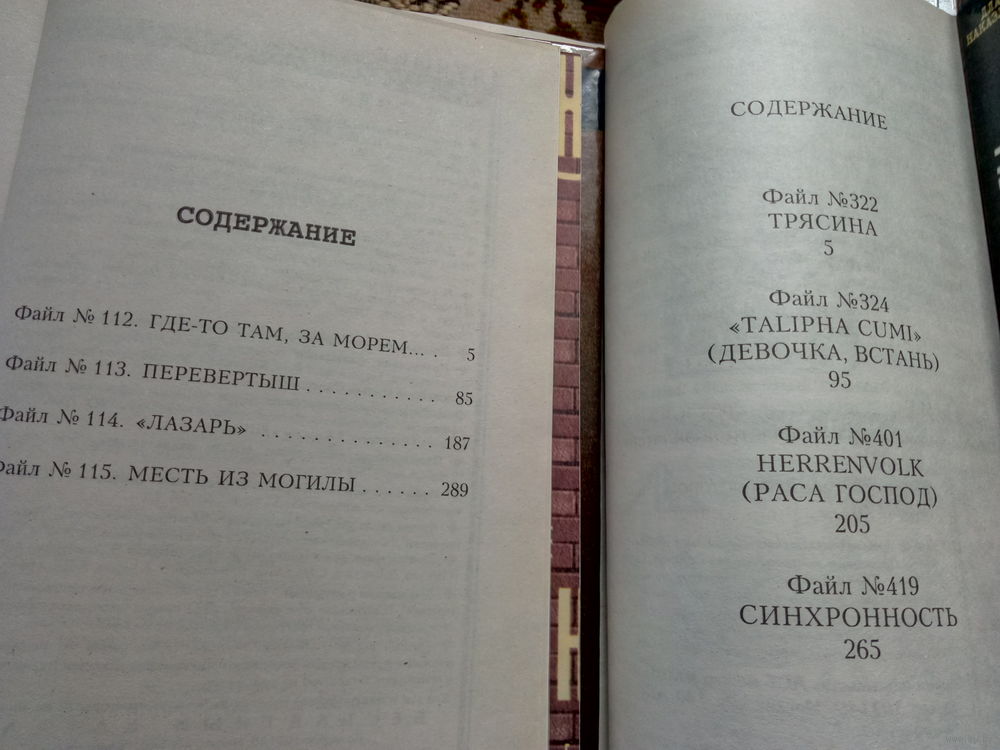 СОДЕРЖАНИЕ
Файл № 112. ГДЕ-ТО ТАМ, ЗА МОРЕМ... . 5
Файл № 113. ПЕРЕВЕРТЫШ . . . . . . . . . . . 85
Файл № 114. «ЛАЗАРЬ» . . . . . . . . . . . . . . 187
Файл № 115. МЕСТЬ ИЗ МОГИЛЫ . . . . . . 289
СОДЕРЖАНИЕ
Файл №322
ТРЯСИНА
5
Файл №324
«TALIPHA CUMI»
(ДЕВОЧКА, ВСТАНЬ)
95
Файл №401
HERRENVOLK
(РАСА ГОСПОД)
205
Файл №419
СИНХРОННОСТЬ
265